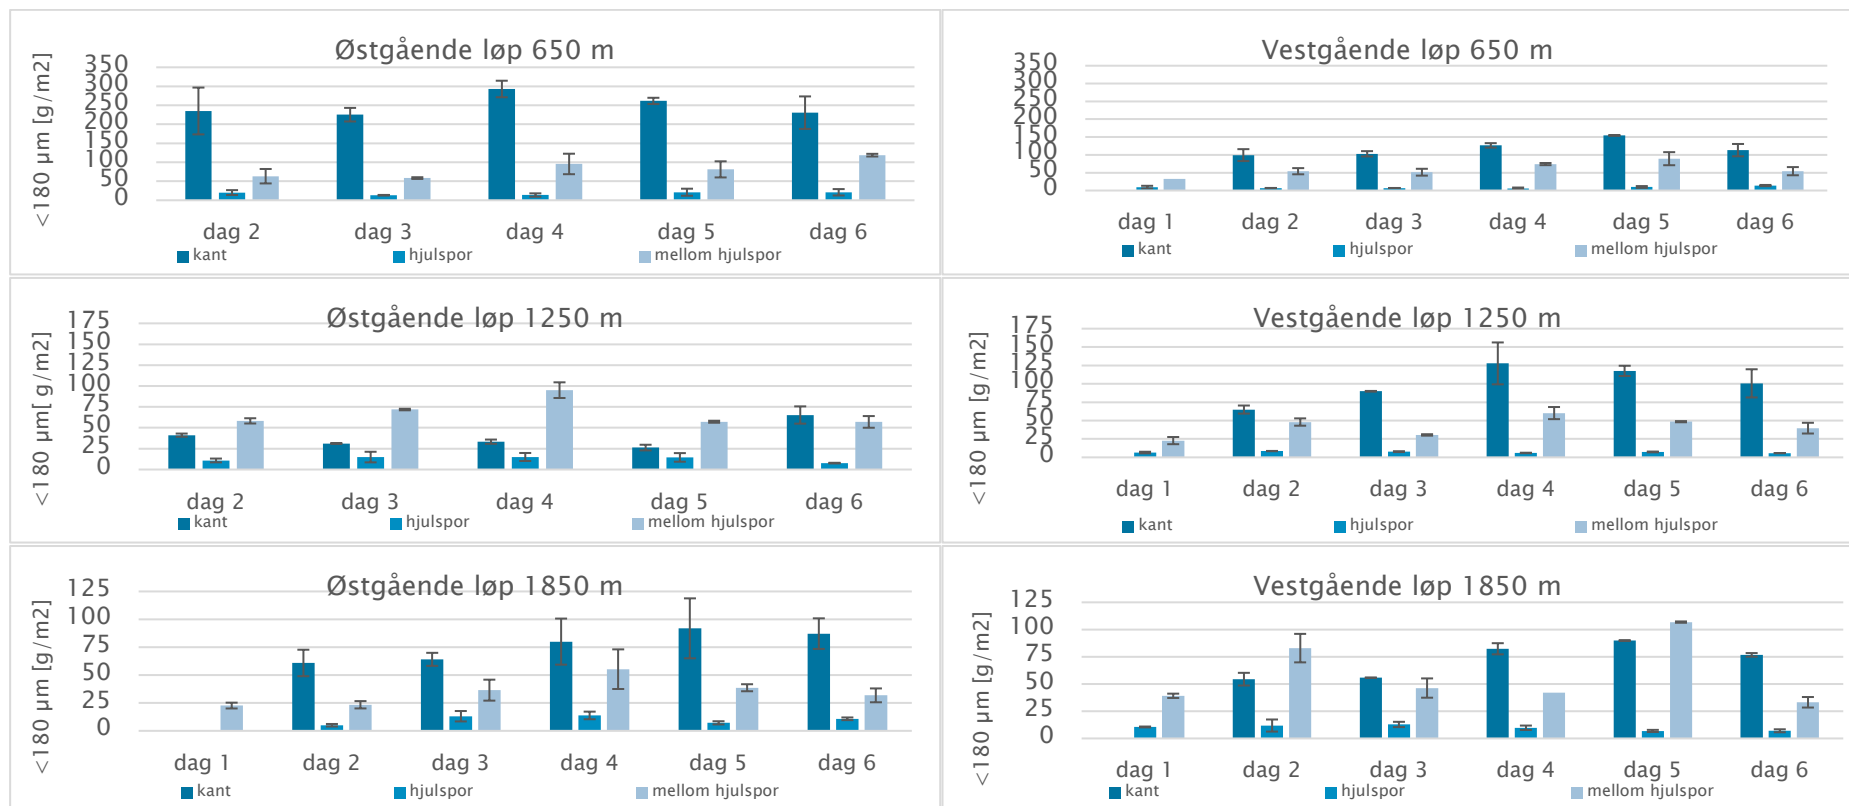 Østgående løp 650 m
<180 µm [g/m2]
350
300
250
200
150
100
50
0
dag 2 dag 3 dag 4 dag 5 dag 6
kant hjulspor mellom hjulspor
Vestgående løp 650 m
350
300
250
200
150
100
50
0
dag 1 dag 2 dag 3 dag 4 dag 5 dag 6
kant hjulspor mellom hjulspor
Østgående løp 1250 m
<180 µm[ g/m2]
175
150
125
100
75
50
25
0
dag 2 dag 3 dag 4 dag 5 dag 6
kant hjulspor mellom hjulspor
Vestgående løp 1250 m
<180 µm [g/m2]
175
150
125
100
75
50
25
0
dag 1 dag 2 dag 3 dag 4 dag 5 dag 6
kant hjulspor mellom hjulspor
Østgående løp 1850 m
<180 µm [g/m2]
125
100
75
50
25
0
dag 1 dag 2 dag 3 dag 4 dag 5 dag 6
kant hjulspor mellom hjulspor
Vestgående løp 1850 m
<180 µm [g/m2]
125
100
75
50
25
0
dag 1 dag 2 dag 3 dag 4 dag 5 dag 6
kant hjulspor mellom hjulspor